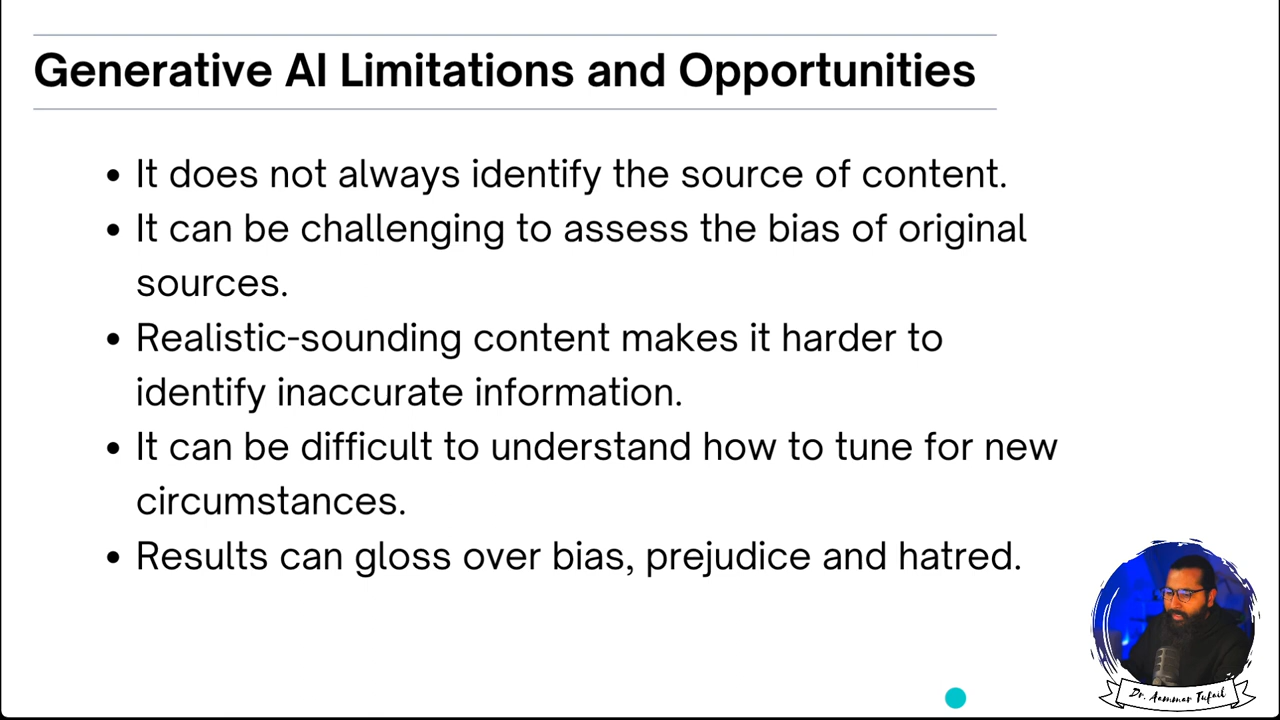 Generative AI Limitations and Opportunities
• It does not always identify the source of content.
• It can be challenging to assess the bias of original
sources.
• Realistic-sounding content makes it harder to
identify inaccurate information.
• It can be difficult to understand how to tune for new
circumstances.
• Results can gloss over bias, prejudice and hatred.
Dr. Aammar Tufail